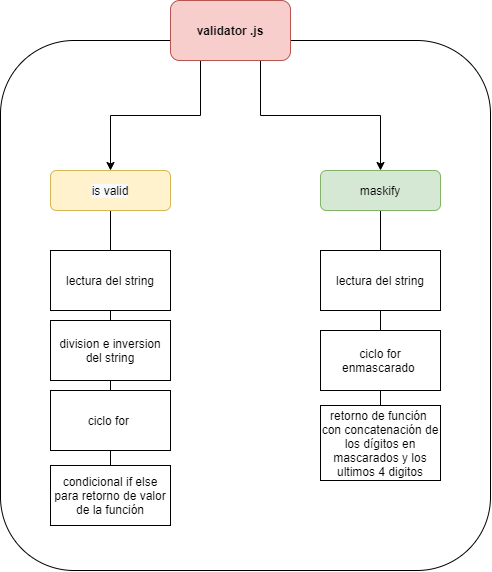 validator .js
is valid
lectura del string
division e inversion
del string
ciclo for
condicional if else
para retorno de valor
de la función
maskify
lectura del string
ciclo for
enmascarado
retorno de función
con concatenación de
los dígitos en
mascarados y los
ultimos 4 digitos